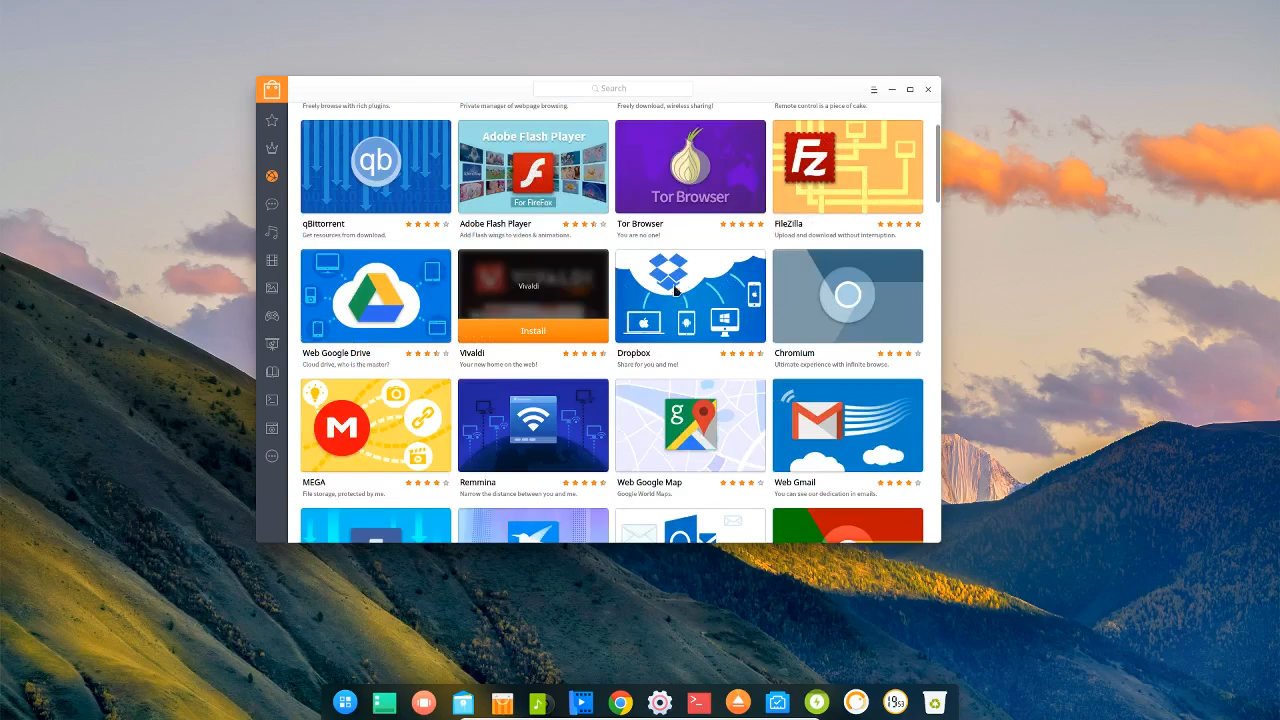 Search
Freely browse with rich plugins.
Private manager of webpage browsing.
Freely download, wireless sharing!
Remote control is a piece of cake.
qb
Adobe Flash Player
For FireFox
Tor Browser
Fz
qBittorrent
Get resources from download.
Adobe Flash Player
Add Flash wings to videos & animations.
Tor Browser
You are no one!
FileZilla
Upload and download without interruption.
Vivaldi
Install
Web Google Drive
Cloud drive, who is the master?
Vivaldi
Your new home on the web!
Dropbox
Share for you and me!
Chromium
Ultimate experience with infinite browse.
M
g
MEGA
File storage, protected by me.
Remmina
Narrow the distance between you and me.
Web Google Map
Google World Maps.
Web Gmail
You can see our dedication in emails.
19 53